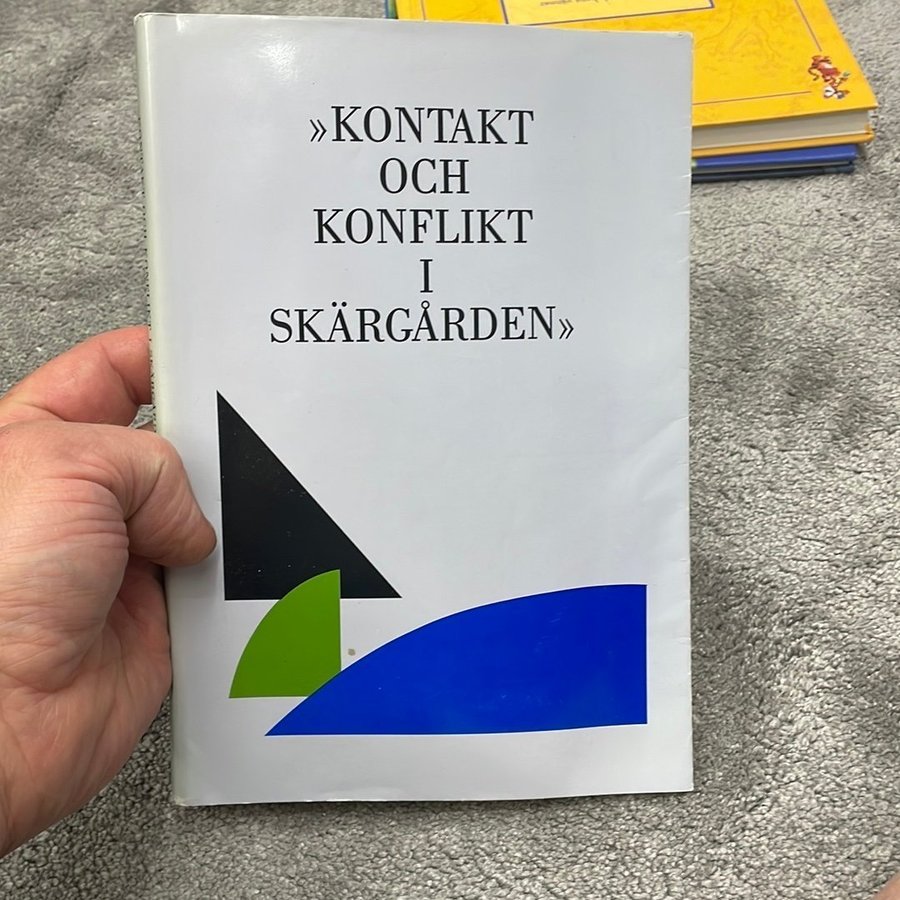 »KONTAKT
OCH
KONFLIKT
I
SKÄRGÅRDEN»